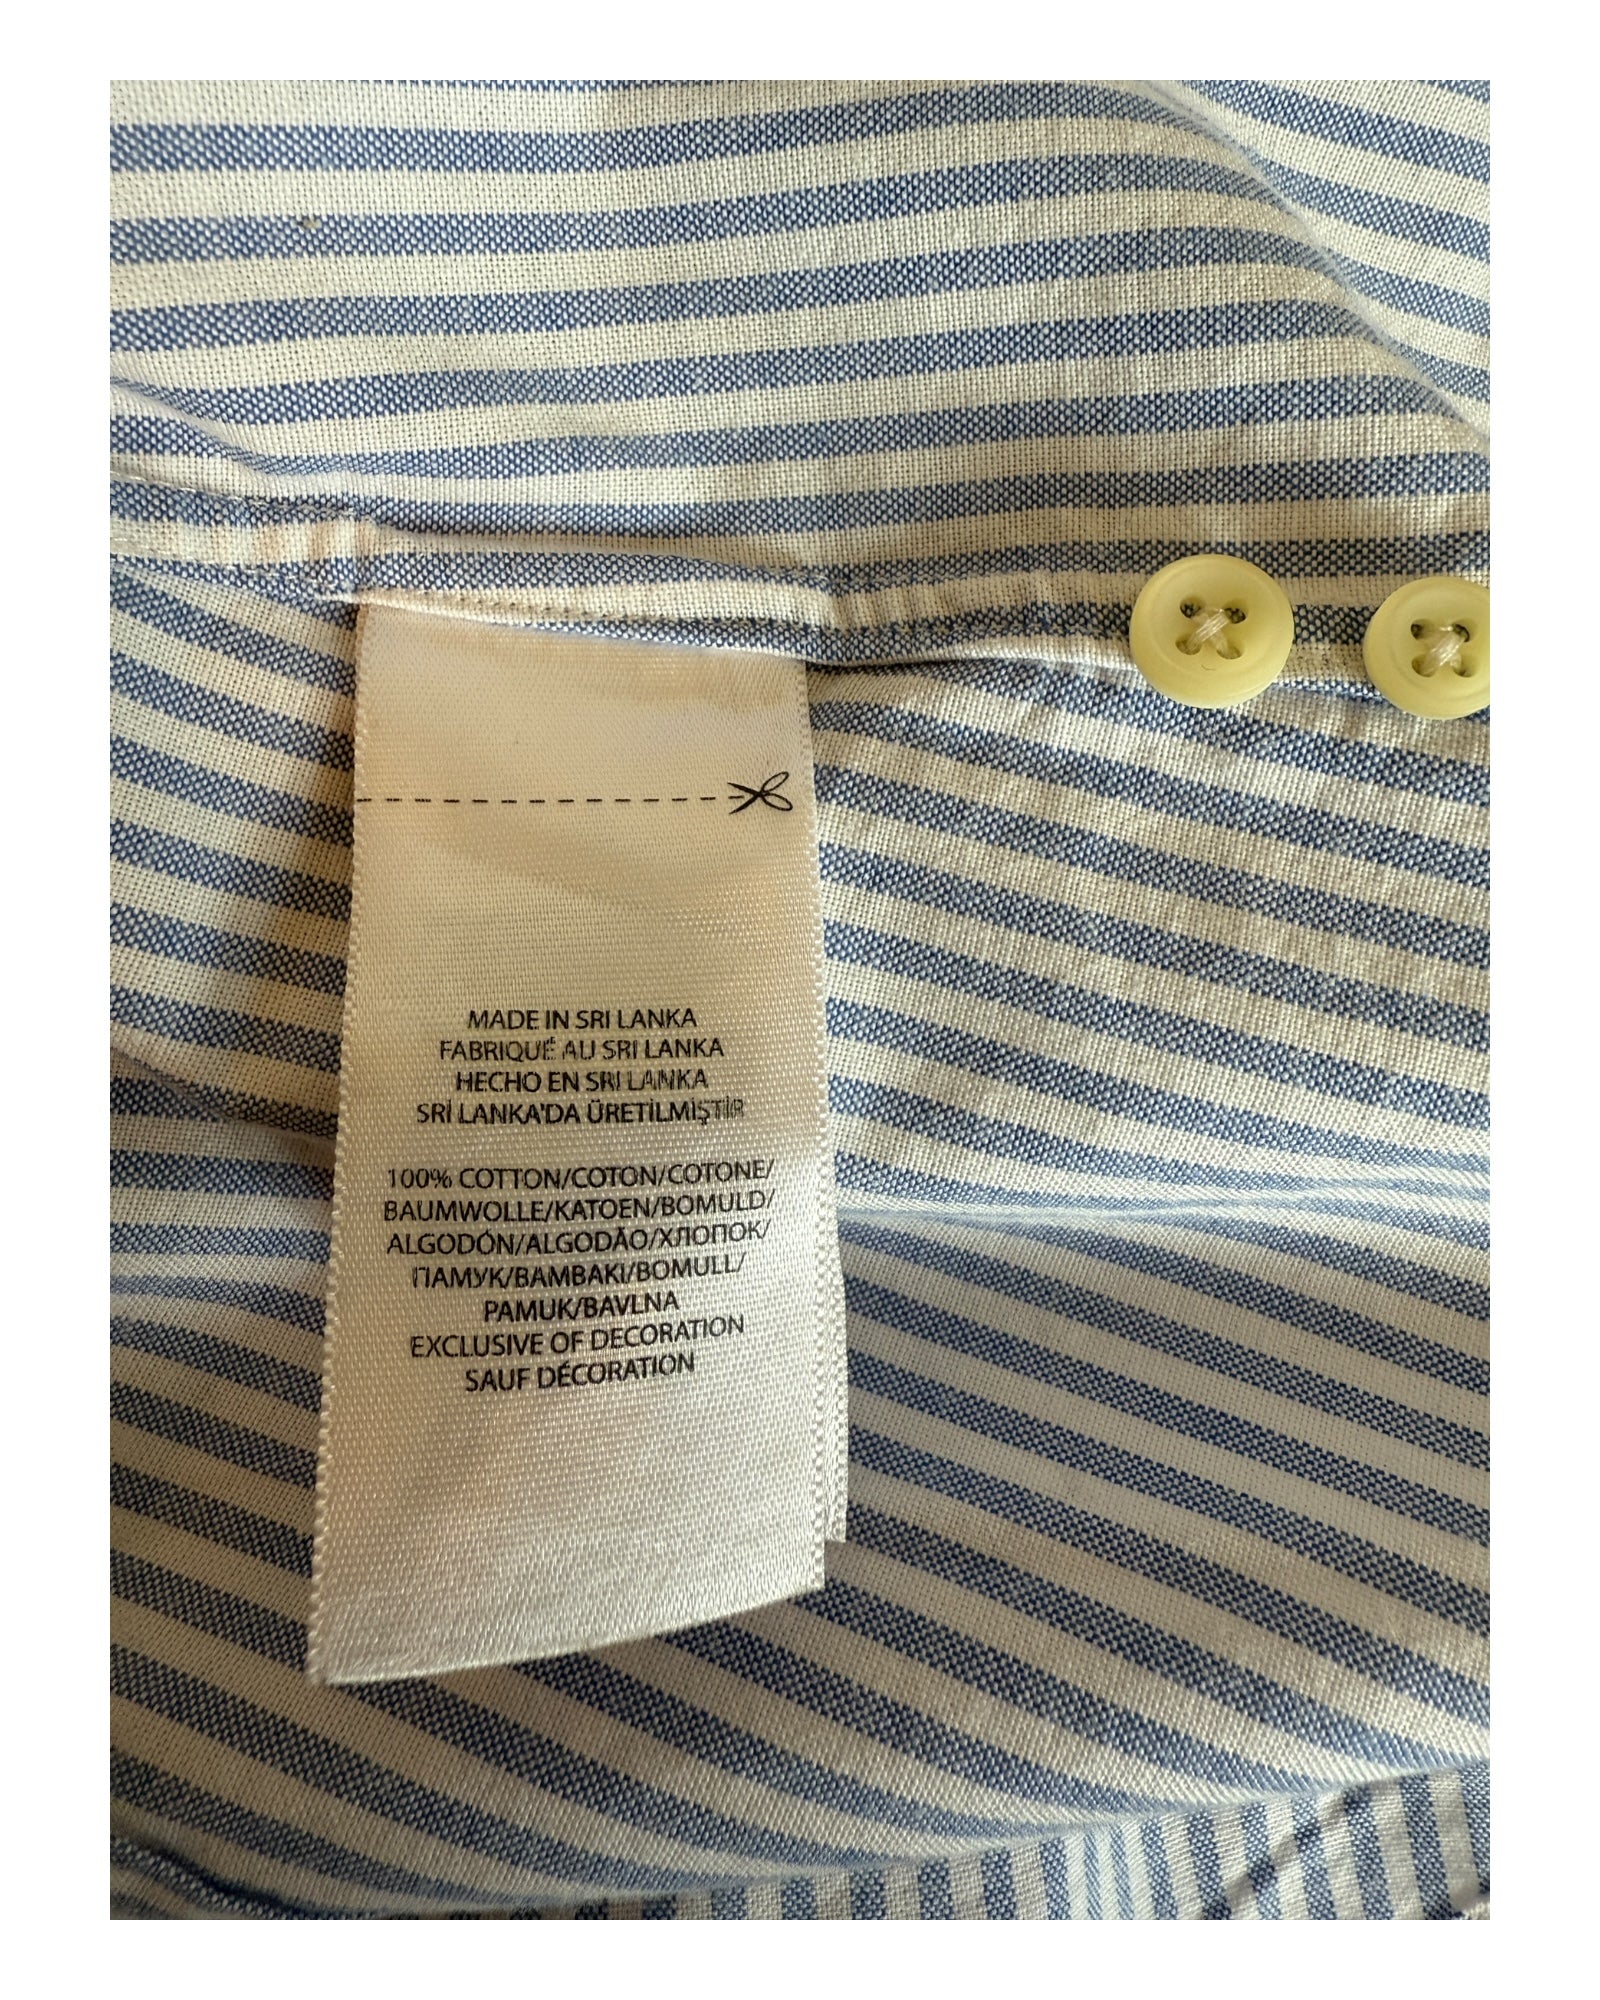 MADE IN SRI LANKA
FABRIQUÉ AU SRI LANKA
HECHO EN SRI LANKA
SRİ LANKA'DA ÜRETİLMİŞTİR
100% COTTON/COTON/COTONE/
BAUMWOLLE/KATOEN/BOMULD/
ALGODÓN/ALGODÃO/ХЛОПОК/
ПАМУК/BAMBAKI/BOMULL/
PAMUK/BAVLNA
EXCLUSIVE OF DECORATION
SAUF DÉCORATION